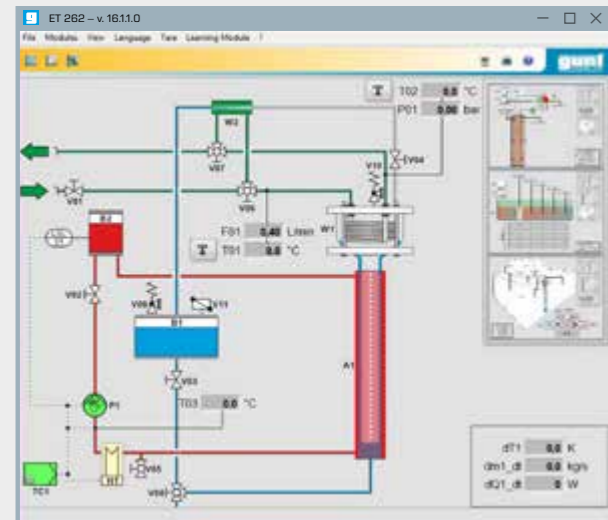 ET 262 – v. 16.1.1.0
File Modules View Language Tare Learning Module ?
gunt
T T02 0.0 °C
P01 0.00 bar
W2
V07
V04
V10
V01
V06
B2
F01 0.40 L/min W1
T T01 0.0 °C
V02
V09
V11
B1
A1
V03
T03 0.0 °C
P1
dT1 0.0 K
dm1_dt 0.0 kg/s
dQ1_dt 0 W
V05
H1
TC1
V08